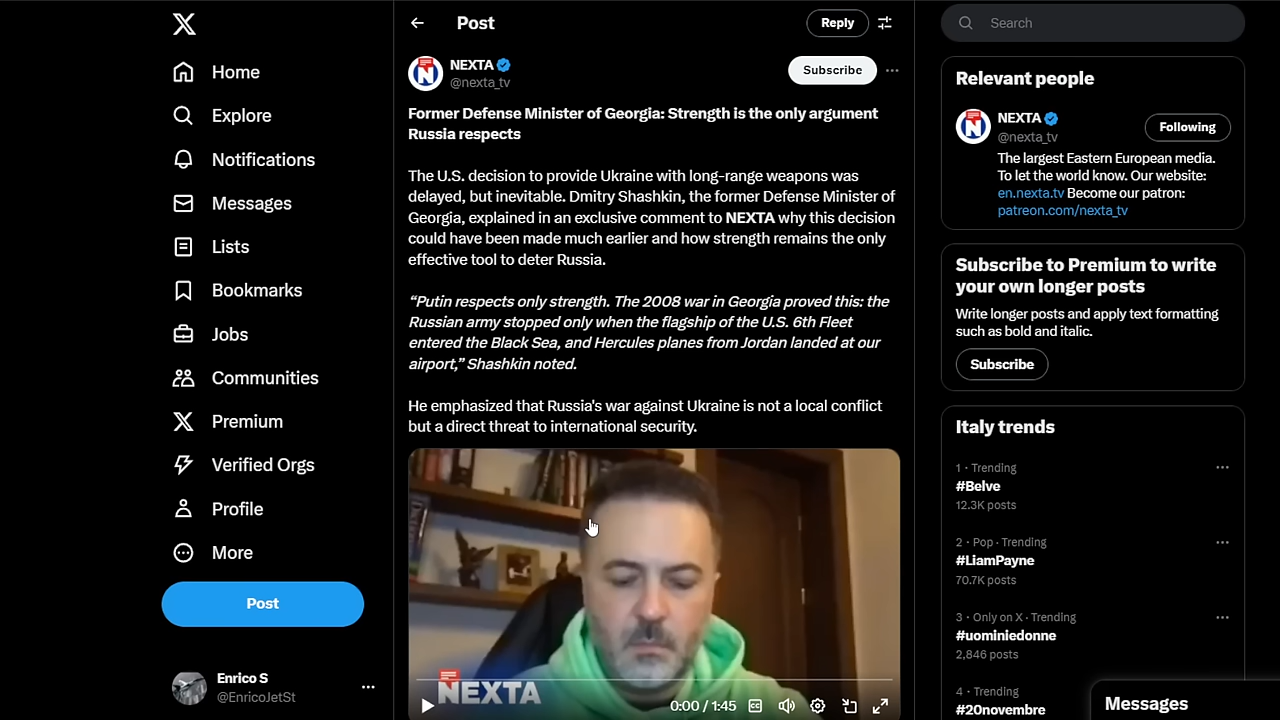 Home
Explore
Notifications
Messages
Lists
Bookmarks
Jobs
Communities
Premium
Verified Orgs
Profile
More
Post
Enrico S
@EnricoJetSt
Post
Reply
NEXTA
@nexta_tv
Subscribe
Former Defense Minister of Georgia: Strength is the only argument
Russia respects
The U.S. decision to provide Ukraine with long-range weapons was
delayed, but inevitable. Dmitry Shashkin, the former Defense Minister of
Georgia, explained in an exclusive comment to NEXTA why this decision
could have been made much earlier and how strength remains the only
effective tool to deter Russia.
“Putin respects only strength. The 2008 war in Georgia proved this: the
Russian army stopped only when the flagship of the U.S. 6th Fleet
entered the Black Sea, and Hercules planes from Jordan landed at our
airport,” Shashkin noted.
He emphasized that Russia's war against Ukraine is not a local conflict
but a direct threat to international security.
NEXTA
0:00 / 1:45
Search
Relevant people
NEXTA
@nexta_tv
Following
The largest Eastern European media.
To let the world know. Our website:
en.nexta.tv Become our patron:
patreon.com/nexta_tv
Subscribe to Premium to write
your own longer posts
Write longer posts and apply text formatting
such as bold and italic.
Subscribe
Italy trends
1 · Trending
#Belve
12.3K posts
2 · Pop · Trending
#LiamPayne
70.7K posts
3 · Only on X · Trending
#uominiedonne
2,846 posts
4 · Trending
#20novembre
Messages